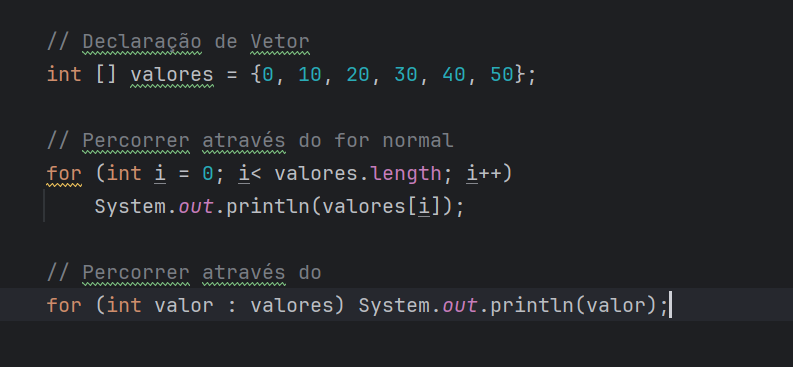 // Declaração de Vetor
int [] valores = {0, 10, 20, 30, 40, 50};
// Percorrer através do for normal
for (int i = 0; i< valores.length; i++)
System.out.println(valores[i]);
// Percorrer através do
for (int valor : valores) System.out.println(valor);